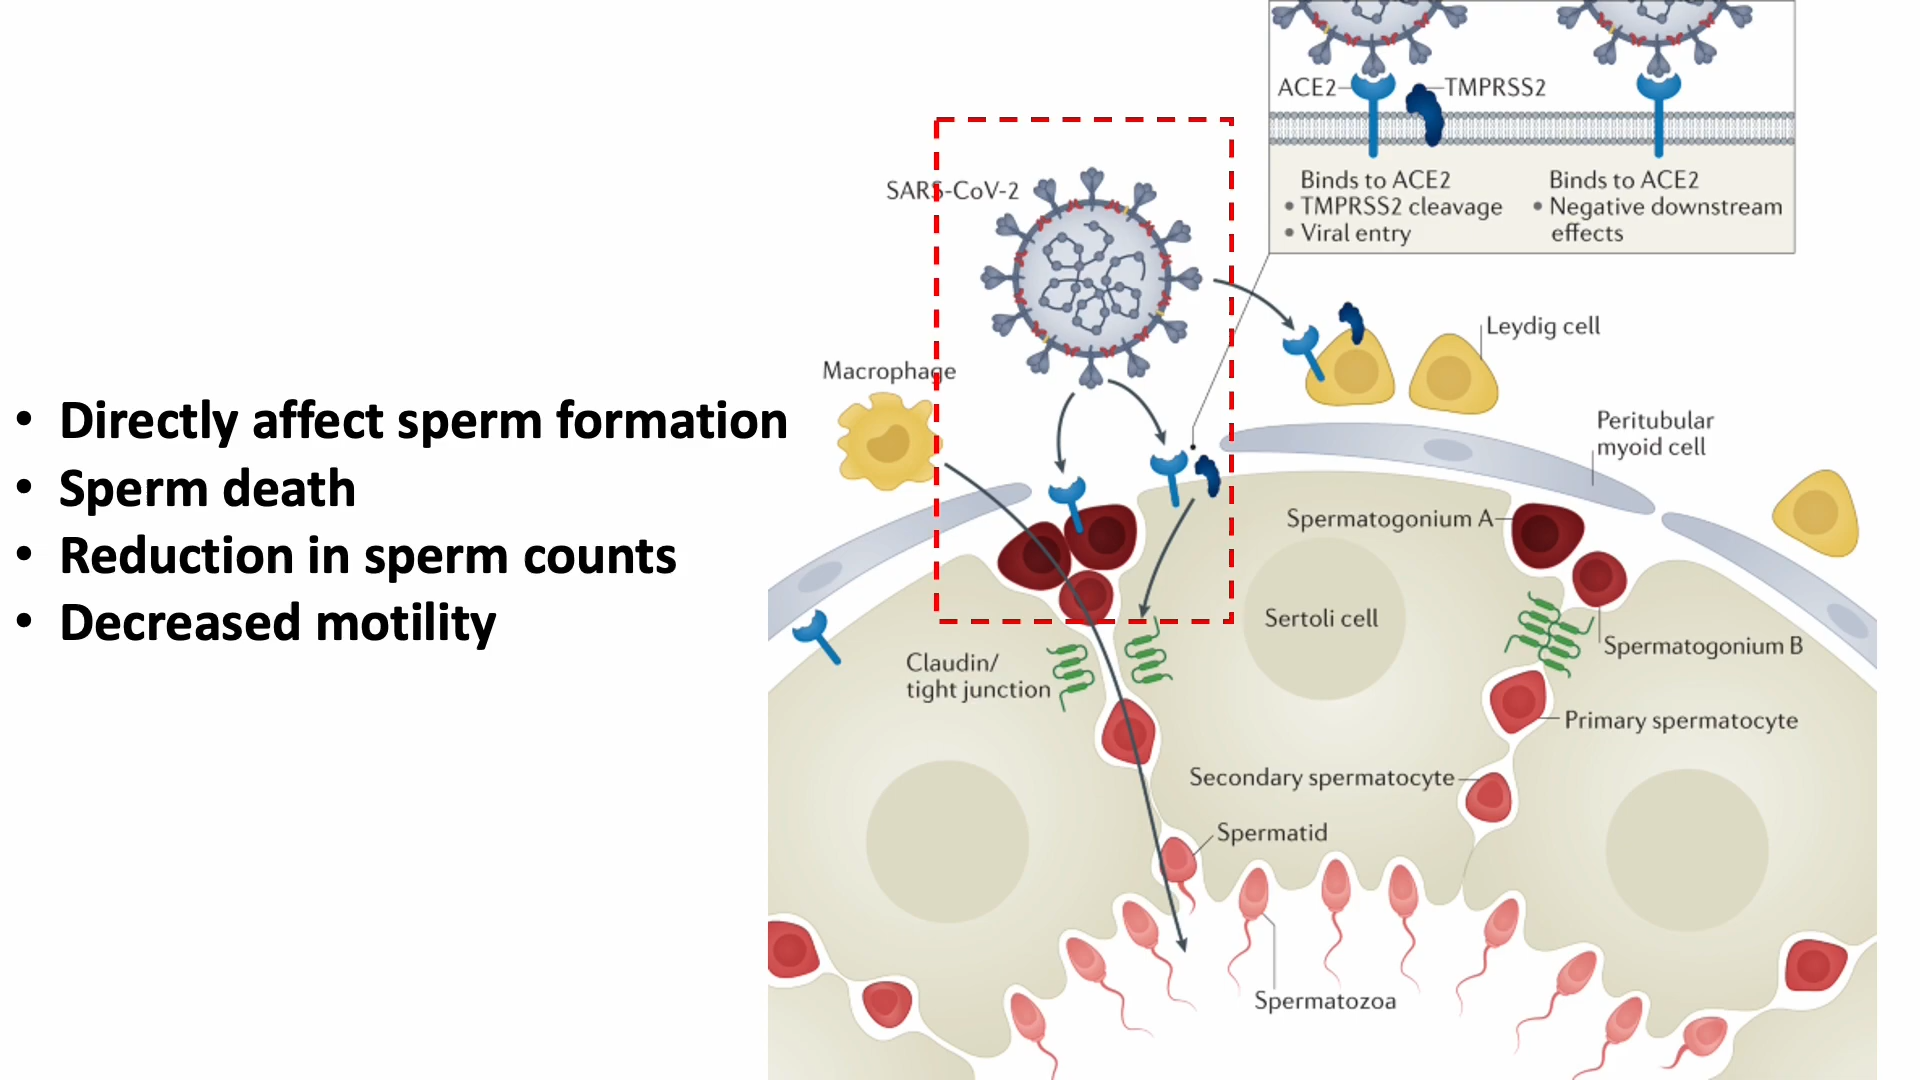 • Directly affect sperm formation
• Sperm death
• Reduction in sperm counts
• Decreased motility
ACE2
TMPRSS2
Binds to ACE2
• TMPRSS2 cleavage
• Viral entry
Binds to ACE2
• Negative downstream
effects
SARS-CoV-2
Macrophage
Leydig cell
Peritubular
myoid cell
Spermatogonium A
Sertoli cell
Spermatogonium B
Claudin/
tight junction
Primary spermatocyte
Secondary spermatocyte
Spermatid
Spermatozoa